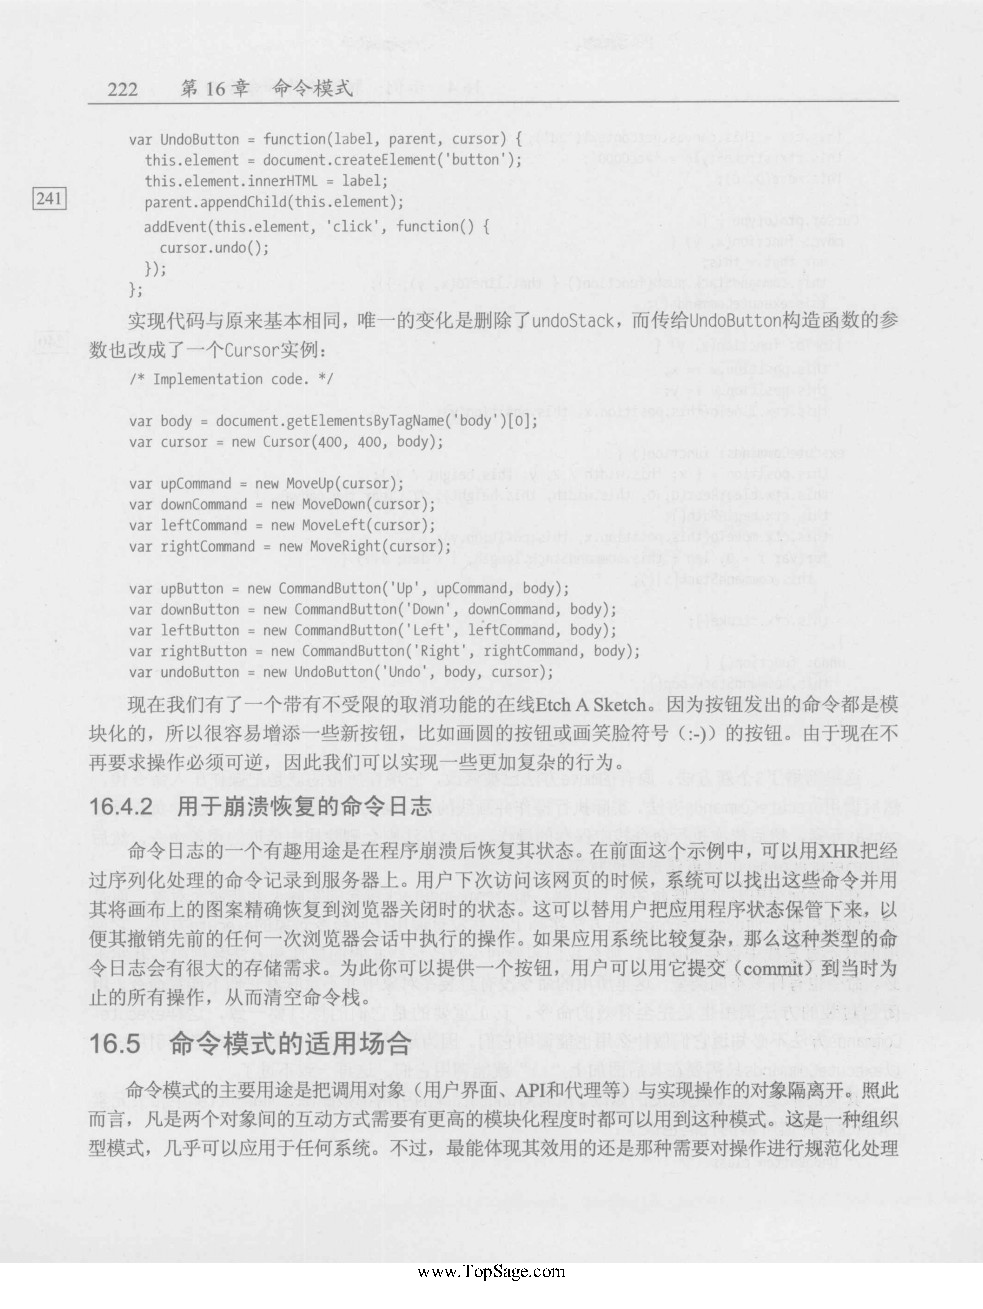 222 第 16 章 命令模式
var UndoButton = function(label, parent, cursor) {
this.element = document.createElement('button');
this.element.innerHTML = label;
241
parent.appendChild(this.element);
addEvent(this.element, 'click', function() {
cursor.undo();
});
};
实现代码与原来基本相同，唯一的变化是删除了undoStack，而传给UndoButton构造函数的参
数也改成了一个Cursor实例：
/* Implementation code. */
var body = document.getElementsByTagName('body')[0];
var cursor = new Cursor(400, 400, body);
var upCommand = new MoveUp(cursor);
var downCommand = new MoveDown(cursor);
var leftCommand = new MoveLeft(cursor);
var rightCommand = new MoveRight(cursor);
var upButton = new CommandButton('Up', upCommand, body);
var downButton = new CommandButton('Down', downCommand, body);
var leftButton = new CommandButton('Left', leftCommand, body);
var rightButton = new CommandButton('Right', rightCommand, body);
var undoButton = new UndoButton('Undo', body, cursor);
现在我们有了一个带有不受限的取消功能的在线Etch A Sketch。因为按钮发出的命令都是模
块化的，所以很容易增添一些新按钮，比如画圆的按钮或画笑脸符号（:-)）的按钮。由于现在不
再要求操作必须可逆，因此我们可以实现一些更加复杂的行为。
16.4.2 用于崩溃恢复的命令日志
命令日志的一个有趣用途是在程序崩溃后恢复其状态。在前面这个示例中，可以用XHR把经
过序列化处理的命令记录到服务器上。用户下次访问该网页的时候，系统可以找出这些命令并用
其将画布上的图案精确恢复到浏览器关闭时的状态。这可以替用户把应用程序状态保管下来，以
便其撤销先前的任何一次浏览器会话中执行的操作。如果应用系统比较复杂，那么这种类型的命
令日志会有很大的存储需求。为此你可以提供一个按钮，用户可以用它提交（commit）到当时为
止的所有操作，从而清空命令栈。
16.5 命令模式的适用场合
命令模式的主要用途是把调用对象（用户界面、API和代理等）与实现操作的对象隔离开。照此
而言，凡是两个对象间的互动方式需要有更高的模块化程度时都可以用到这种模式。这是一种组织
型模式，几乎可以应用于任何系统。不过，最能体现其效用的还是那种需要对操作进行规范化处理
www.TopSage.com